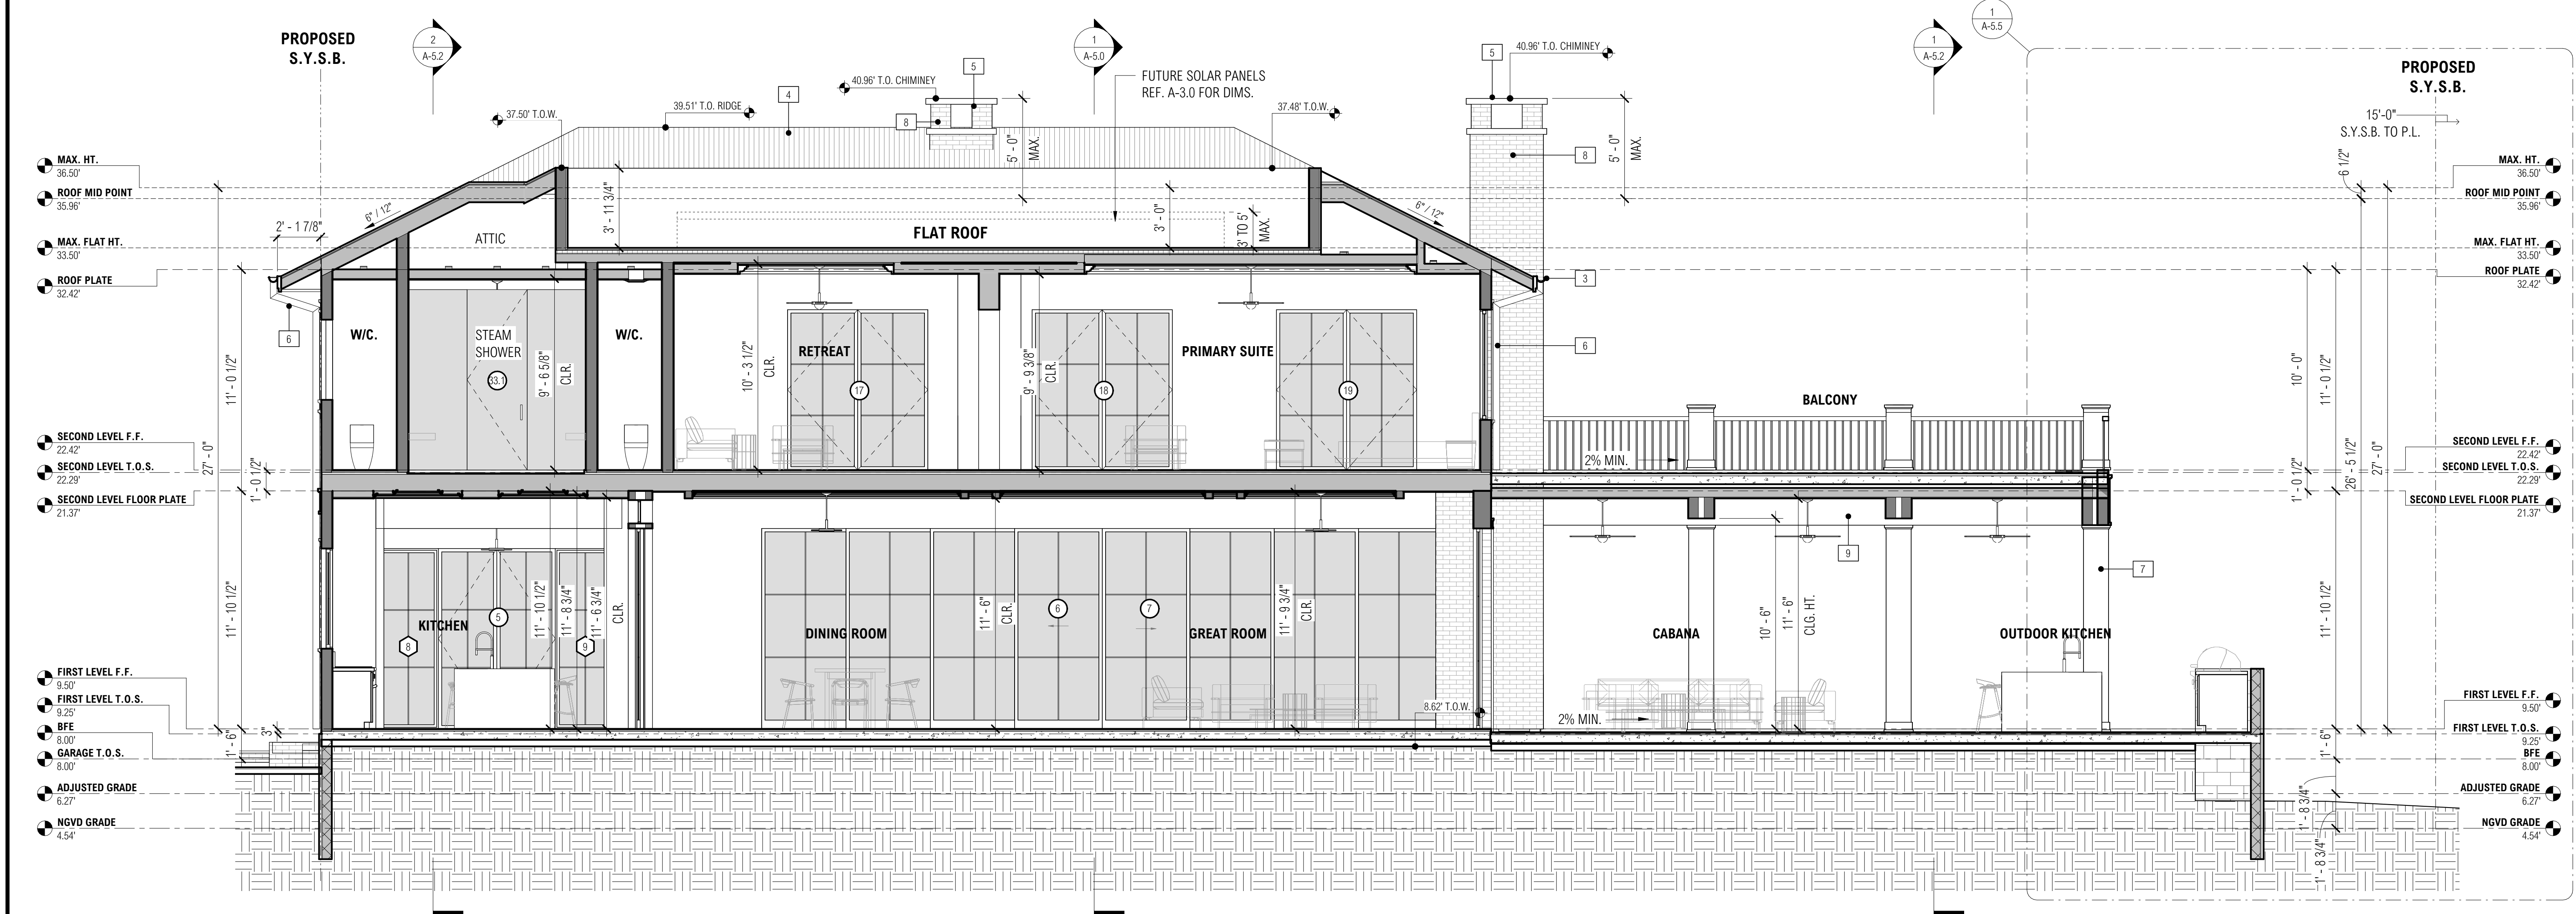 PROPOSED
S.Y.S.B.
2
A-5.2
1
A-5.0
1
A-5.2
1
A-5.5
PROPOSED
S.Y.S.B.
15'-0"
S.Y.S.B. TO P.L.
40.96' T.O. CHIMINEY
5
FUTURE SOLAR PANELS
REF. A-3.0 FOR DIMS.
5
40.96' T.O. CHIMINEY
37.50' T.O.W.
39.51' T.O. RIDGE
4
8
37.48' T.O.W.
5' - 0"
MAX.
5' - 0"
MAX.
8
MAX. HT.
36.50'
ROOF MID POINT
35.96'
MAX. FLAT HT.
33.50'
ROOF PLATE
32.42'
SECOND LEVEL F.F.
22.42'
SECOND LEVEL T.O.S.
22.29'
SECOND LEVEL FLOOR PLATE
21.37'
FIRST LEVEL F.F.
9.50'
FIRST LEVEL T.O.S.
9.25'
BFE
8.00'
GARAGE T.O.S.
8.00'
ADJUSTED GRADE
6.27'
NGVD GRADE
4.54'
27' - 0"
2' - 1 7/8"
11' - 0 1/2"
1' - 0 1/2"
11' - 10 1/2"
1' - 6"
3"
6" / 12"
ATTIC
3' - 11 3/4"
FLAT ROOF
3' - 0"
3' TO 5'
MAX.
6" / 12"
3
6
W/C.
STEAM
SHOWER
33.1
9' - 6 5/8"
CLR.
W/C.
RETREAT
10' - 3 1/2"
CLR.
17
9' - 9 3/8"
CLR.
18
PRIMARY SUITE
19
6
BALCONY
2% MIN.
KITCHEN
8
5
9
11' - 10 1/2"
11' - 8 3/4"
11' - 6 3/4"
CLR.
DINING ROOM
11' - 6"
CLR.
6
7
GREAT ROOM
11' - 9 3/4"
CLR.
8.62' T.O.W.
CABANA
2% MIN.
10' - 6"
11' - 6"
CLG. HT.
9
OUTDOOR KITCHEN
7
6 1/2"
10' - 0"
11' - 0 1/2"
1' - 0 1/2"
26' - 5 1/2"
27' - 0"
11' - 10 1/2"
1' - 6"
1' - 8 3/4"
1' - 8 3/4"
MAX. HT.
36.50'
ROOF MID POINT
35.96'
MAX. FLAT HT.
33.50'
ROOF PLATE
32.42'
SECOND LEVEL F.F.
22.42'
SECOND LEVEL T.O.S.
22.29'
SECOND LEVEL FLOOR PLATE
21.37'
FIRST LEVEL F.F.
9.50'
FIRST LEVEL T.O.S.
9.25'
BFE
8.00'
ADJUSTED GRADE
6.27'
NGVD GRADE
4.54'